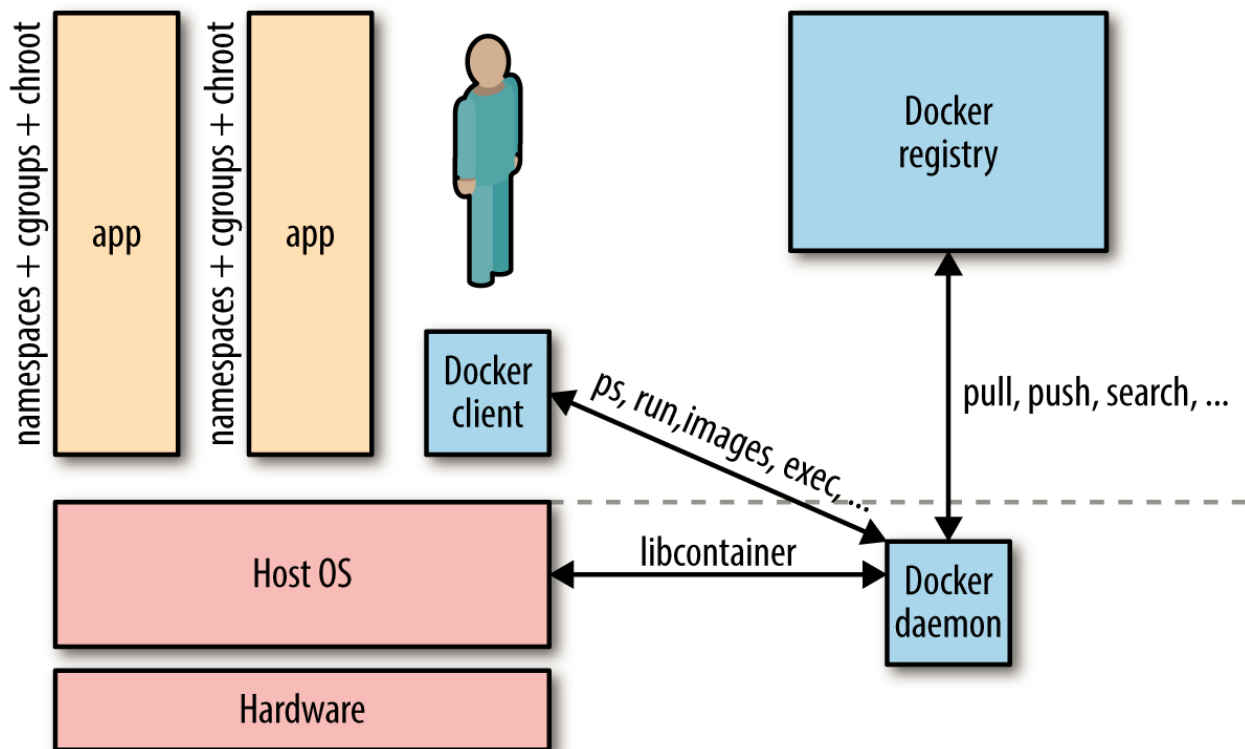 namespaces + cgroups + chroot
app
namespaces + cgroups + chroot
app
Docker
registry
Docker
client
ps, run,images, exec, ...
pull, push, search, ...
Host OS
libcontainer
Docker
daemon
Hardware